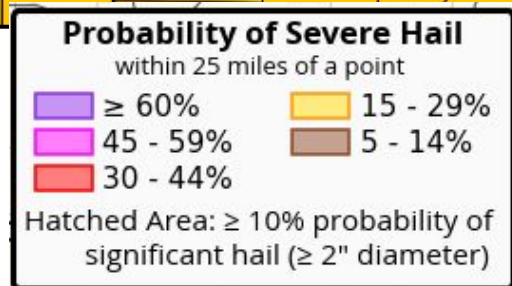 Probability of Severe Hail
within 25 miles of a point
≥ 60%
45 - 59%
30 - 44%
15 - 29%
5 - 14%
Hatched Area: ≥ 10% probability of
significant hail (≥ 2" diameter)